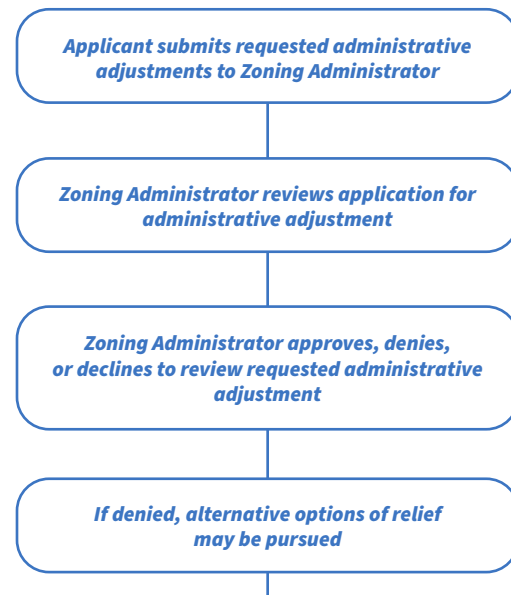 Applicant submits requested administrative
adjustments to Zoning Administrator
Zoning Administrator reviews application for
administrative adjustment
Zoning Administrator approves, denies,
or declines to review requested administrative
adjustment
If denied, alternative options of relief
may be pursued